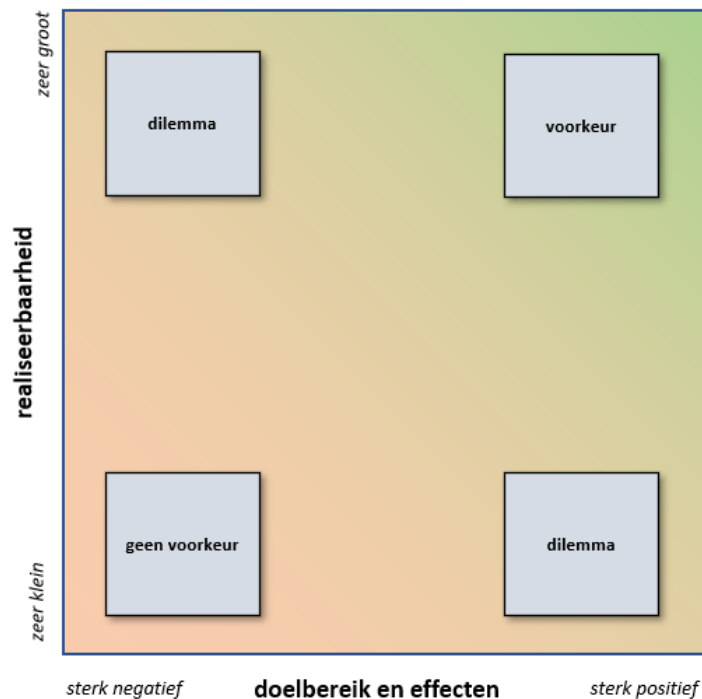 zeer groot
dilemma
voorkeur
realiseerbaarheid
geen voorkeur
dilemma
zeer klein
sterk negatief
doelbereik en effecten
sterk positief